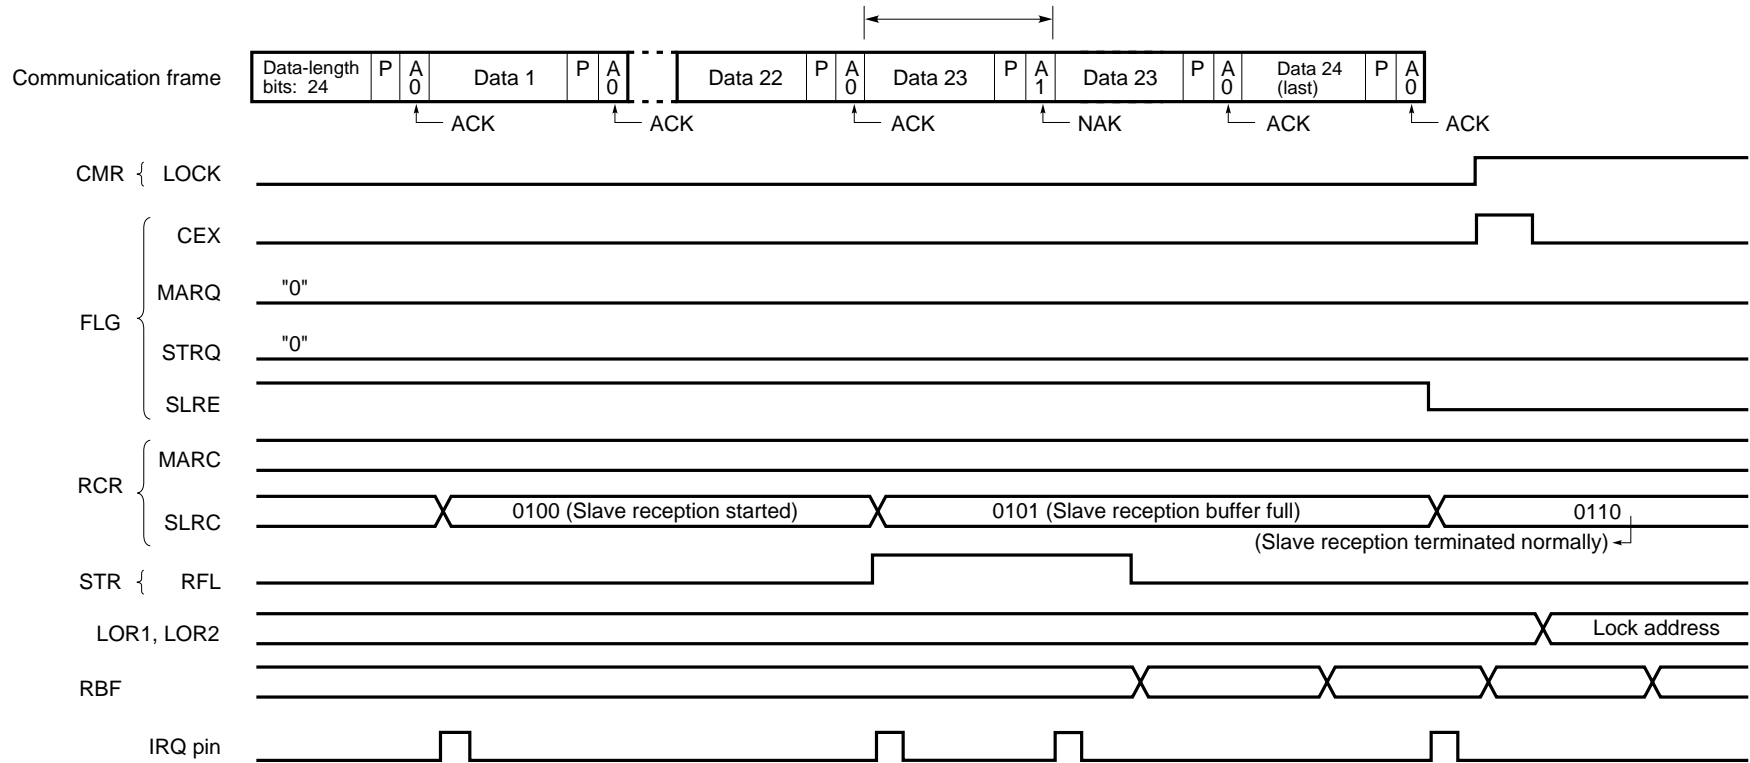 Communication frame
Data-length bits: 24
P
A 0
Data 1
P
A 0
Data 22
P
A 0
Data 23
P
A 1
Data 23
P
A 0
Data 24 (last)
P
A 0
ACK
ACK
ACK
NAK
ACK
ACK
CMR { LOCK
FLG
CEX
MARQ
"0"
STRQ
"0"
SLRE
RCR
MARC
SLRC
0100 (Slave reception started)
0101 (Slave reception buffer full)
0110
(Slave reception terminated normally)
STR { RFL
LOR1, LOR2
Lock address
RBF
IRQ pin